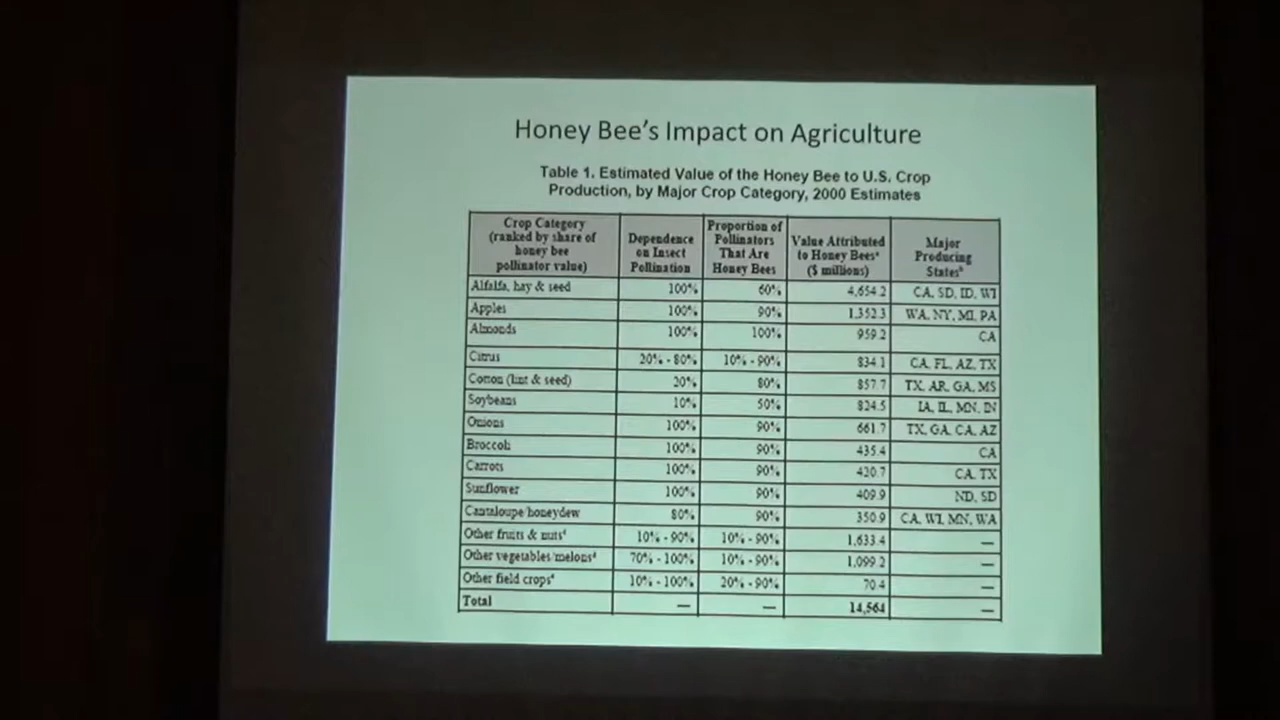 Honey Bee's Impact on Agriculture
Table 1. Estimated Value of the Honey Bee to U.S. Crop
Production, by Major Crop Category, 2000 Estimates
Crop Category (ranked by share of honey bee pollinator value) Dependence on Insect Pollination Proportion of Pollinators That Are Honey Bees Value Attributed to Honey Bees ($ millions) Major Producing States
Alfalfa, hay & seed 100% 60% 4,654.2 CA, SD, ID, WI
Apples 100% 90% 1,352.3 WA, NY, MI, PA
Almonds 100% 100% 959.2 CA
Citrus 20% - 80% 10% - 90% 834.1 CA, FL, AZ, TX
Cotton (lint & seed) 20% 80% 857.7 TX, AR, GA, MS
Soybeans 10% 50% 824.5 IA, IL, MN, IN
Onions 100% 90% 661.7 TX, GA, CA, AZ
Broccoli 100% 90% 435.4 CA
Carrots 100% 90% 420.7 CA, TX
Sunflower 100% 90% 409.9 ND, SD
Cantaloupe/honeydew 80% 90% 350.9 CA, WI, MN, WA
Other fruits & nuts 10% - 90% 10% - 90% 1,633.4 —
Other vegetables/melons 70% - 100% 10% - 90% 1,099.2 —
Other field crops 10% - 100% 20% - 90% 70.4 —
Total — — 14,564 —